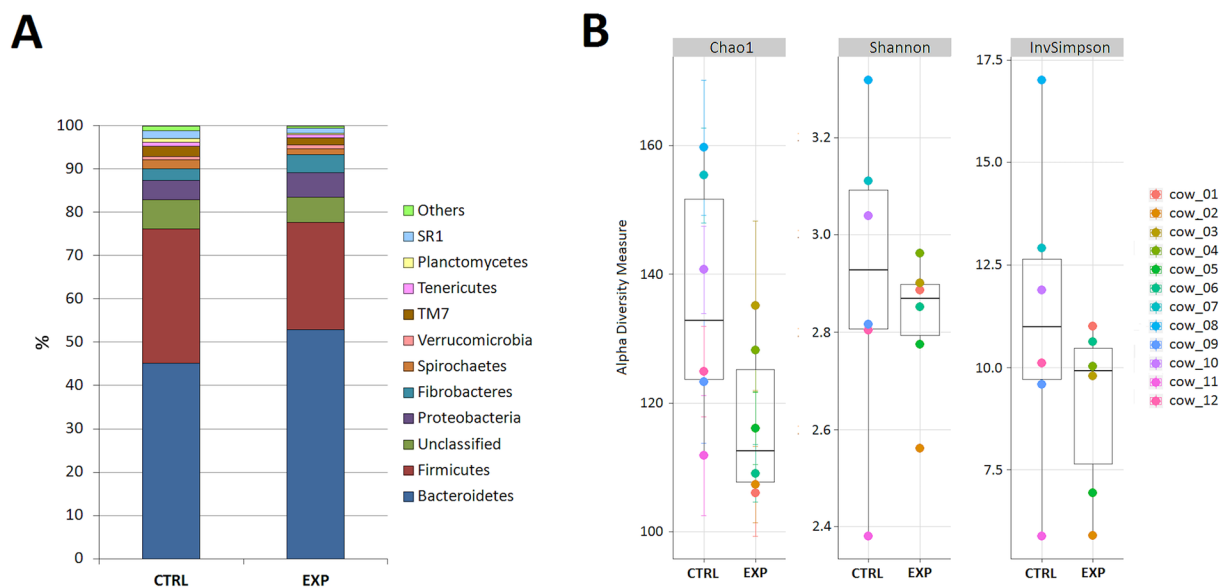 A
%
100
90
80
70
60
50
40
30
20
10
0
CTRL
EXP
Others
SR1
Planctomycetes
Tenericutes
TM7
Verrucomicrobia
Spirochaetes
Fibrobacteres
Proteobacteria
Unclassified
Firmicutes
Bacteroidetes
B
Alpha Diversity Measure
Chao1
160
140
120
100
CTRL
EXP
Shannon
3.2
3.0
2.8
2.6
2.4
CTRL
EXP
InvSimpson
17.5
15.0
12.5
10.0
7.5
CTRL
EXP
cow_01
cow_02
cow_03
cow_04
cow_05
cow_06
cow_07
cow_08
cow_09
cow_10
cow_11
cow_12